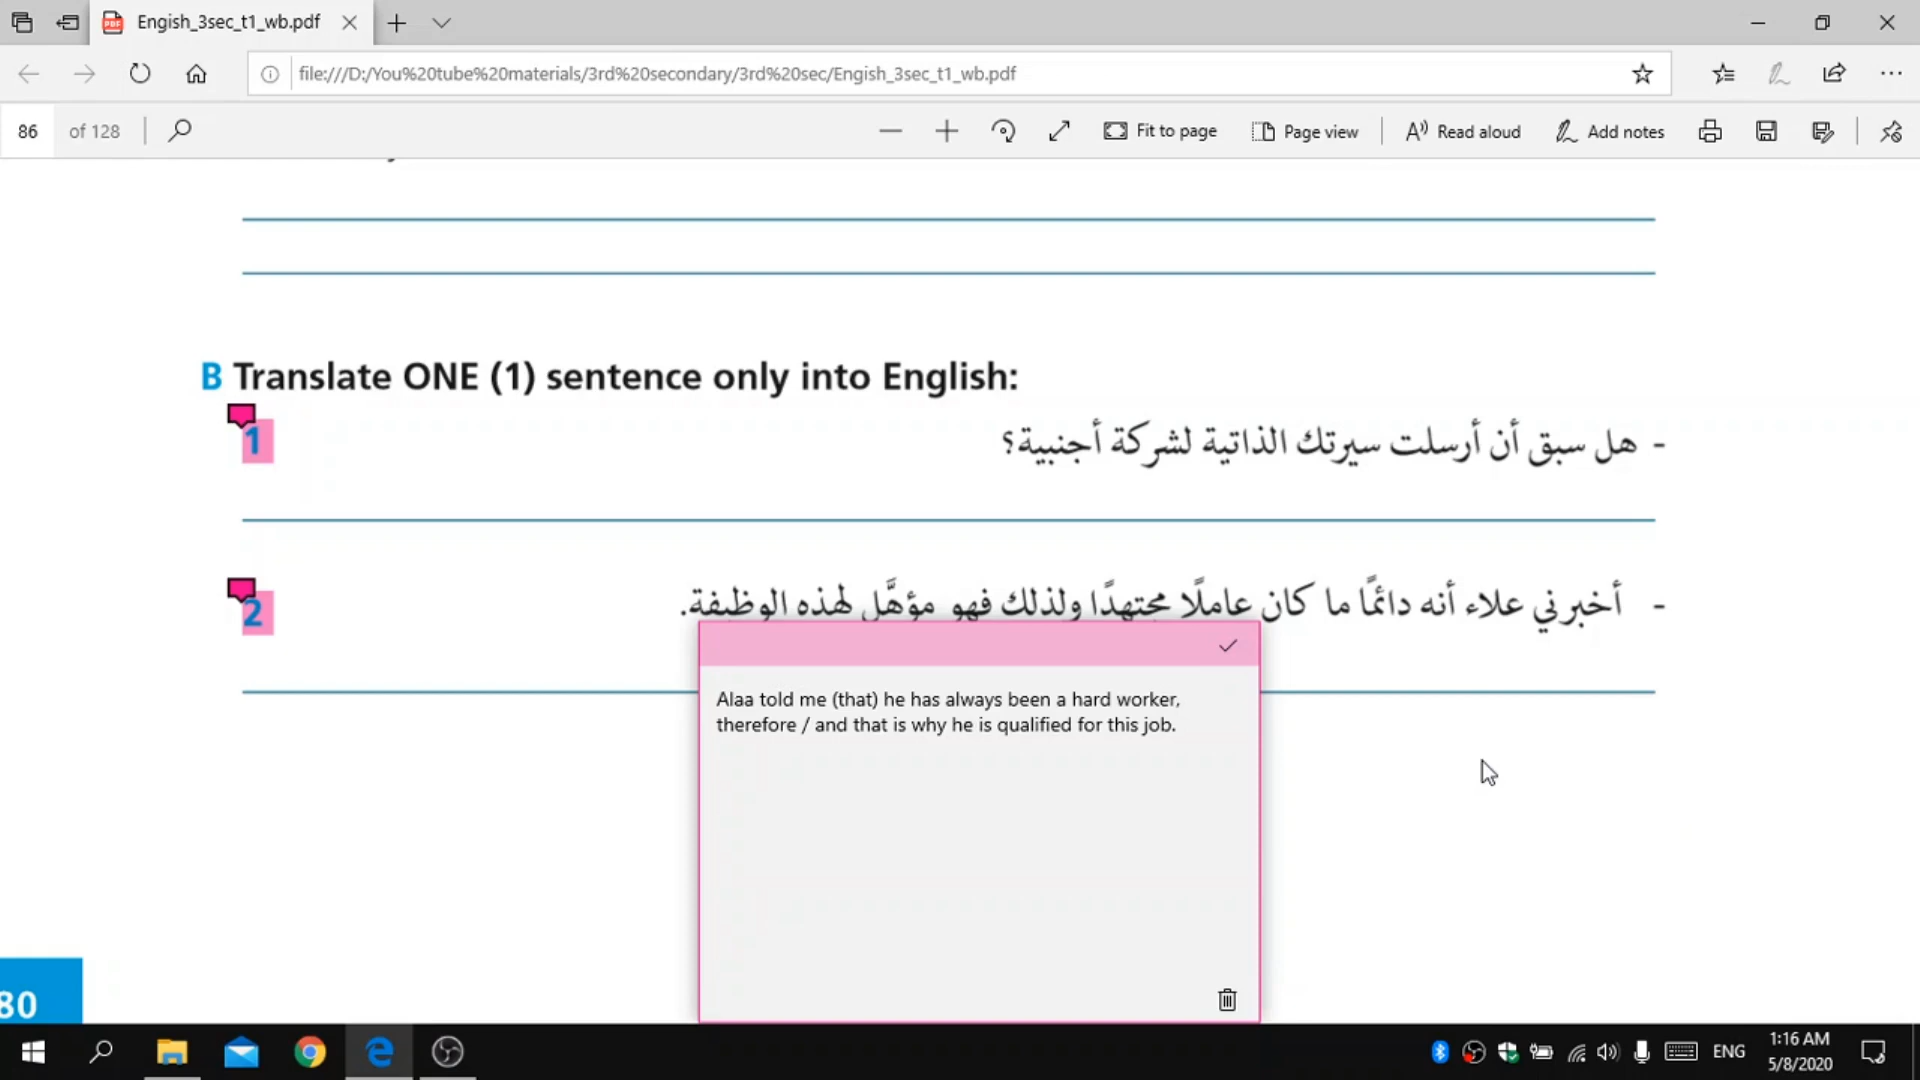 Engish_3sec_t1_wb.pdf
file:///D:/You%20tube%20materials/3rd%20secondary/3rd%20sec/Engish_3sec_t1_wb.pdf
86 of 128
Fit to page
Page view
Read aloud
Add notes
B Translate ONE (1) sentence only into English:
1
- هل سبق أن أرسلت سيرتك الذاتية لشركة أجنبية؟
2
- أخبرني علاء أنه دائمًا ما كان عاملًا مجتهدًا ولذلك فهو مؤهَّل لهذه الوظيفة.
Alaa told me (that) he has always been a hard worker,
therefore / and that is why he is qualified for this job.
80
ENG
1:16 AM
5/8/2020